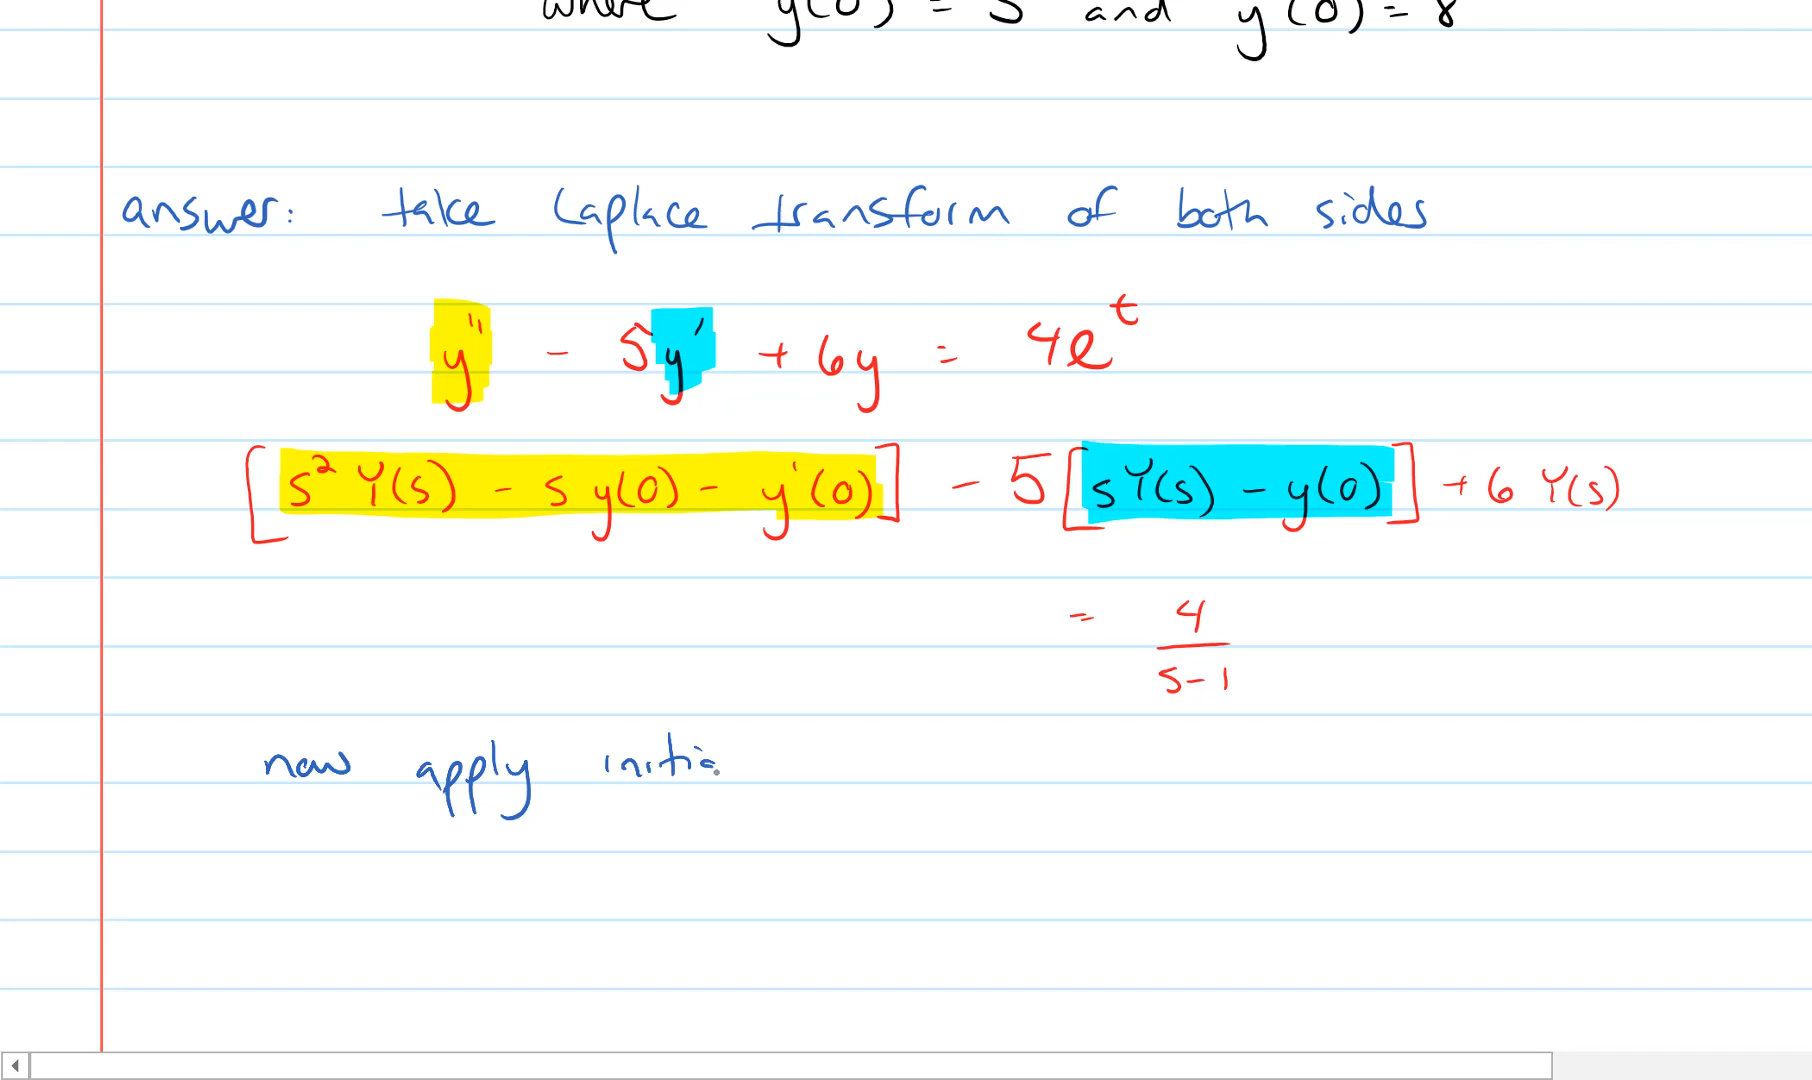 where y(0) = 5 and y'(0) = 8
answer: take Laplace transform of both sides
y'' - 5y' + 6y = 4e^t
[s² Y(s) - s y(0) - y'(0)] - 5[sY(s) - y(0)] + 6 Y(s)
= 4/(s-1)
now apply initia